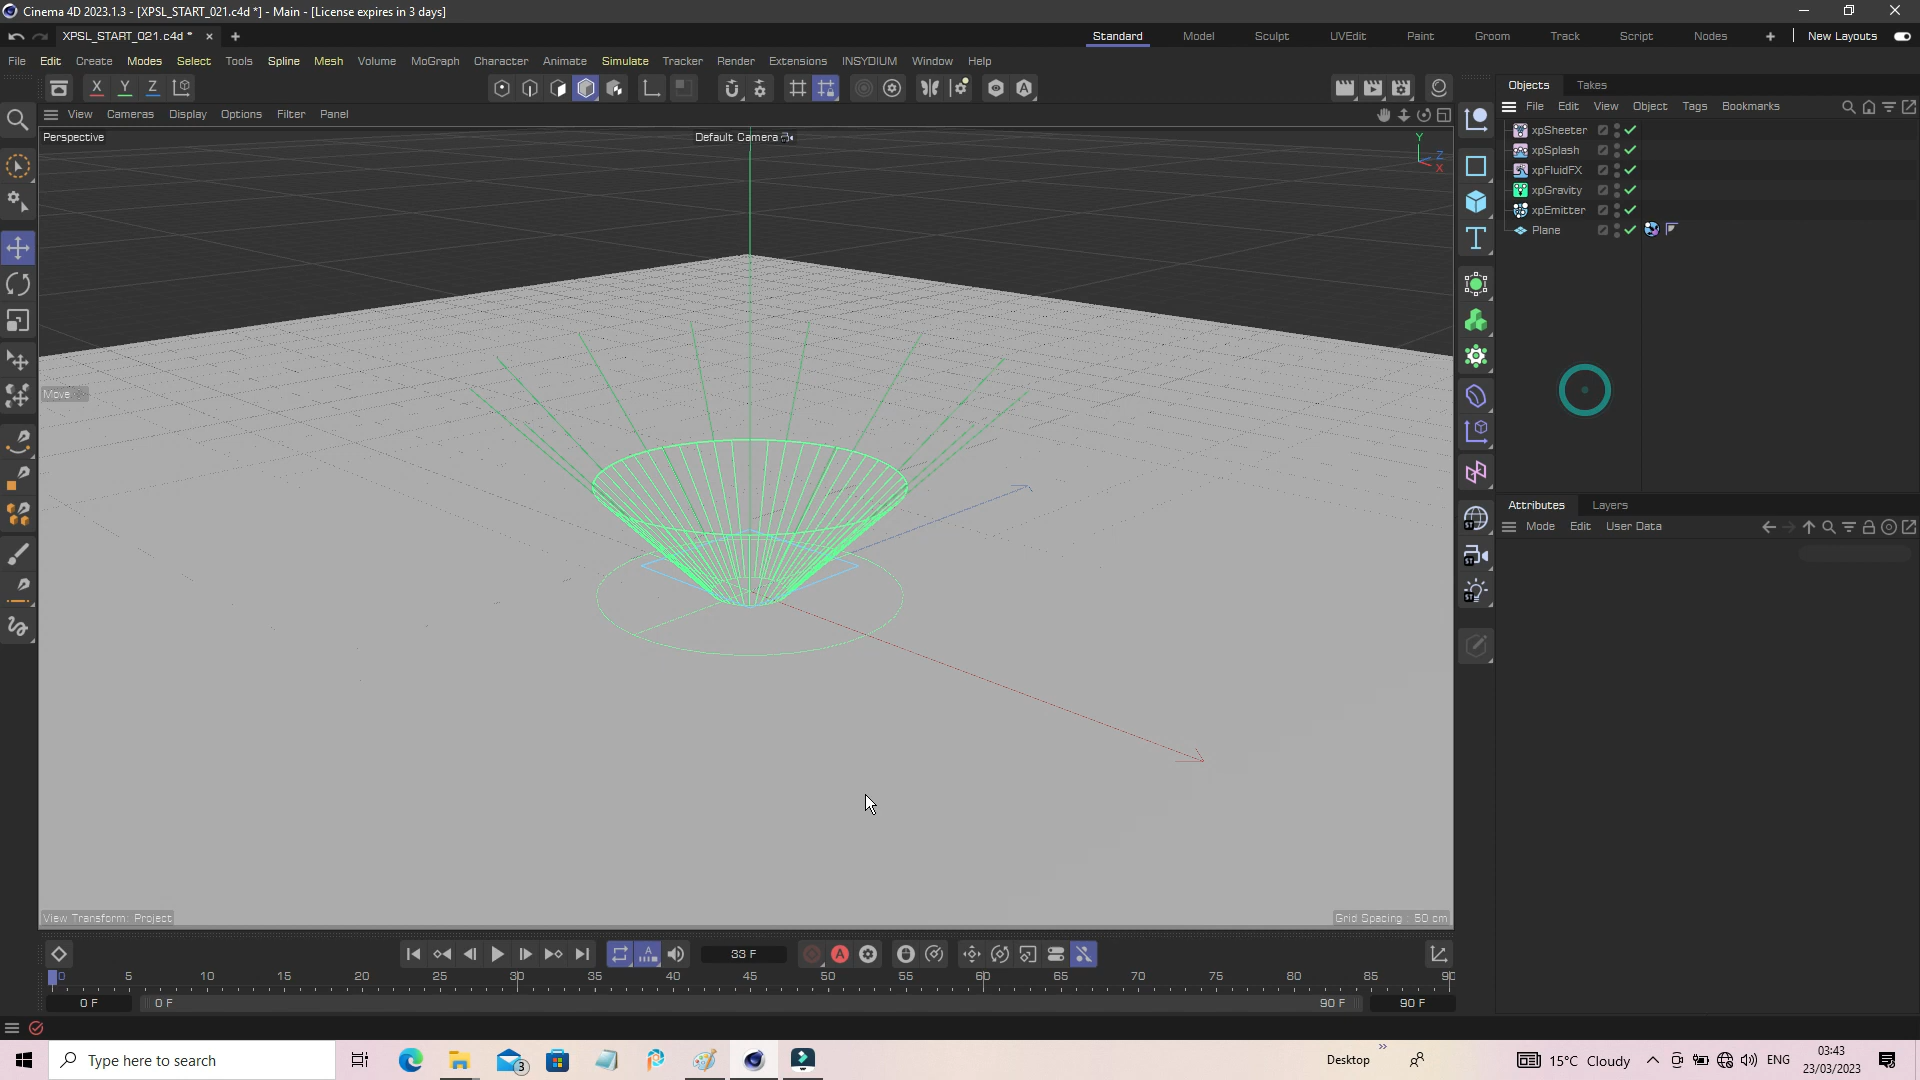 Cinema 4D 2023.1.3 - [XPSL_START_021.c4d *] - Main - [License expires in 3 days]
XPSL_START_021.c4d * × +
Standard Model Sculpt UVEdit Paint Groom Track Script Nodes + New Layouts
File Edit Create Modes Select Tools Spline Mesh Volume MoGraph Character Animate Simulate Tracker Render Extensions INSYDIUM Window Help
X Y Z
Objects Takes
File Edit View Object Tags Bookmarks
View Cameras Display Options Filter Panel
Perspective
Default Camera
Y
Z
X
xpSheeter
xpSplash
xpFluidFX
xpGravity
xpEmitter
Plane
Move
Attributes Layers
Mode Edit User Data
View Transform: Project
Grid Spacing : 50 cm
33 F
0 5 10 15 20 25 30 35 40 45 50 55 60 65 70 75 80 85 90
0 F 0 F 90 F 90 F
Type here to search
3
Desktop
15°C Cloudy
ENG
03:43
23/03/2023